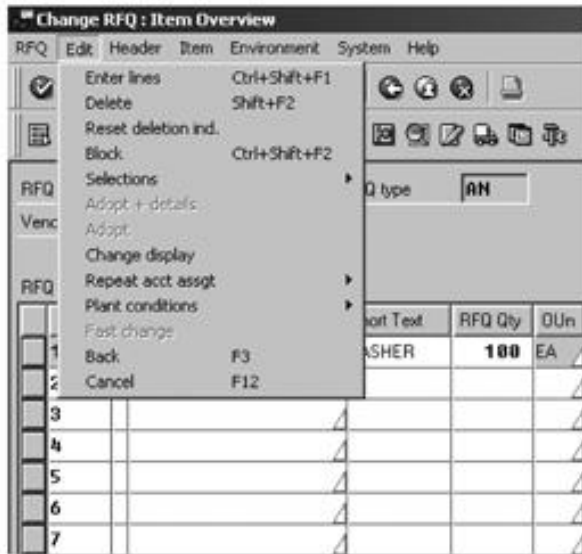 Change RFQ : Item Overview
RFQ Edit Header Item Environment System Help
Enter lines Ctrl+Shift+F1
Delete Shift+F2
Reset deletion ind.
Block Ctrl+Shift+F2
Selections
Adopt + details
Adopt
Change display
Repeat acct assgt
Plant conditions
Fast change
Back F3
Cancel F12
RFQ Q type AN
Venc
RFQ
ort Text RFQ Qty OUn
1 ASHER 100 EA
2
3
4
5
6
7